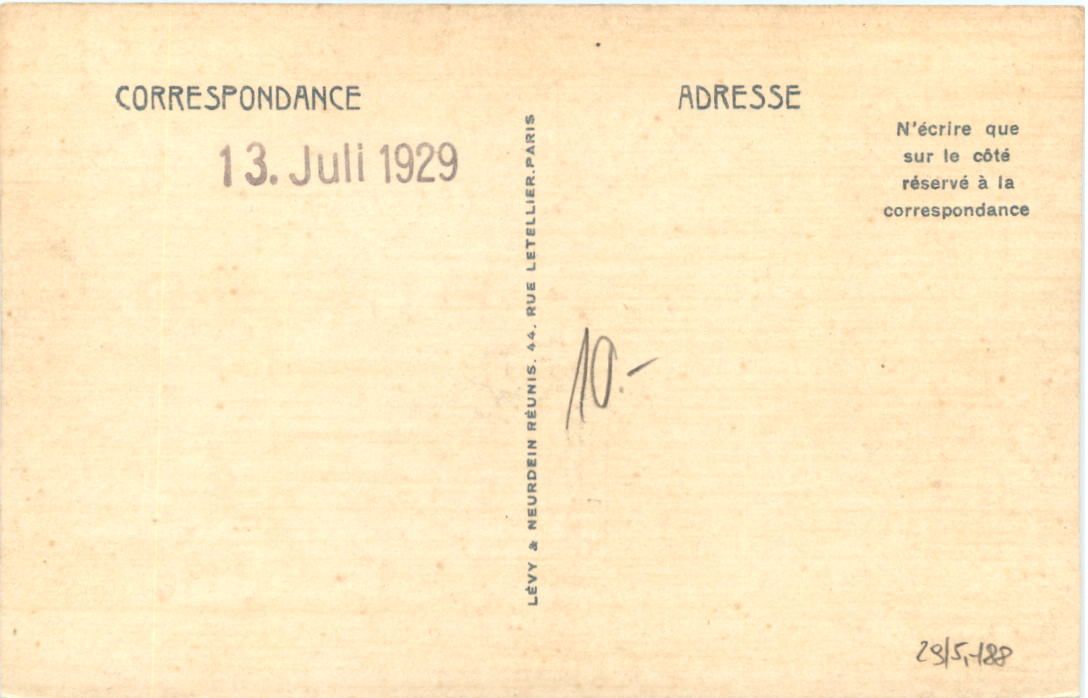 CORRESPONDANCE
13. Juli 1929
LÉVY & NEURDEIN RÉUNIS. 44. RUE LETELLIER. PARIS
ADRESSE
N'écrire que
sur le côté
réservé à la
correspondance
10.-
29/5,-188